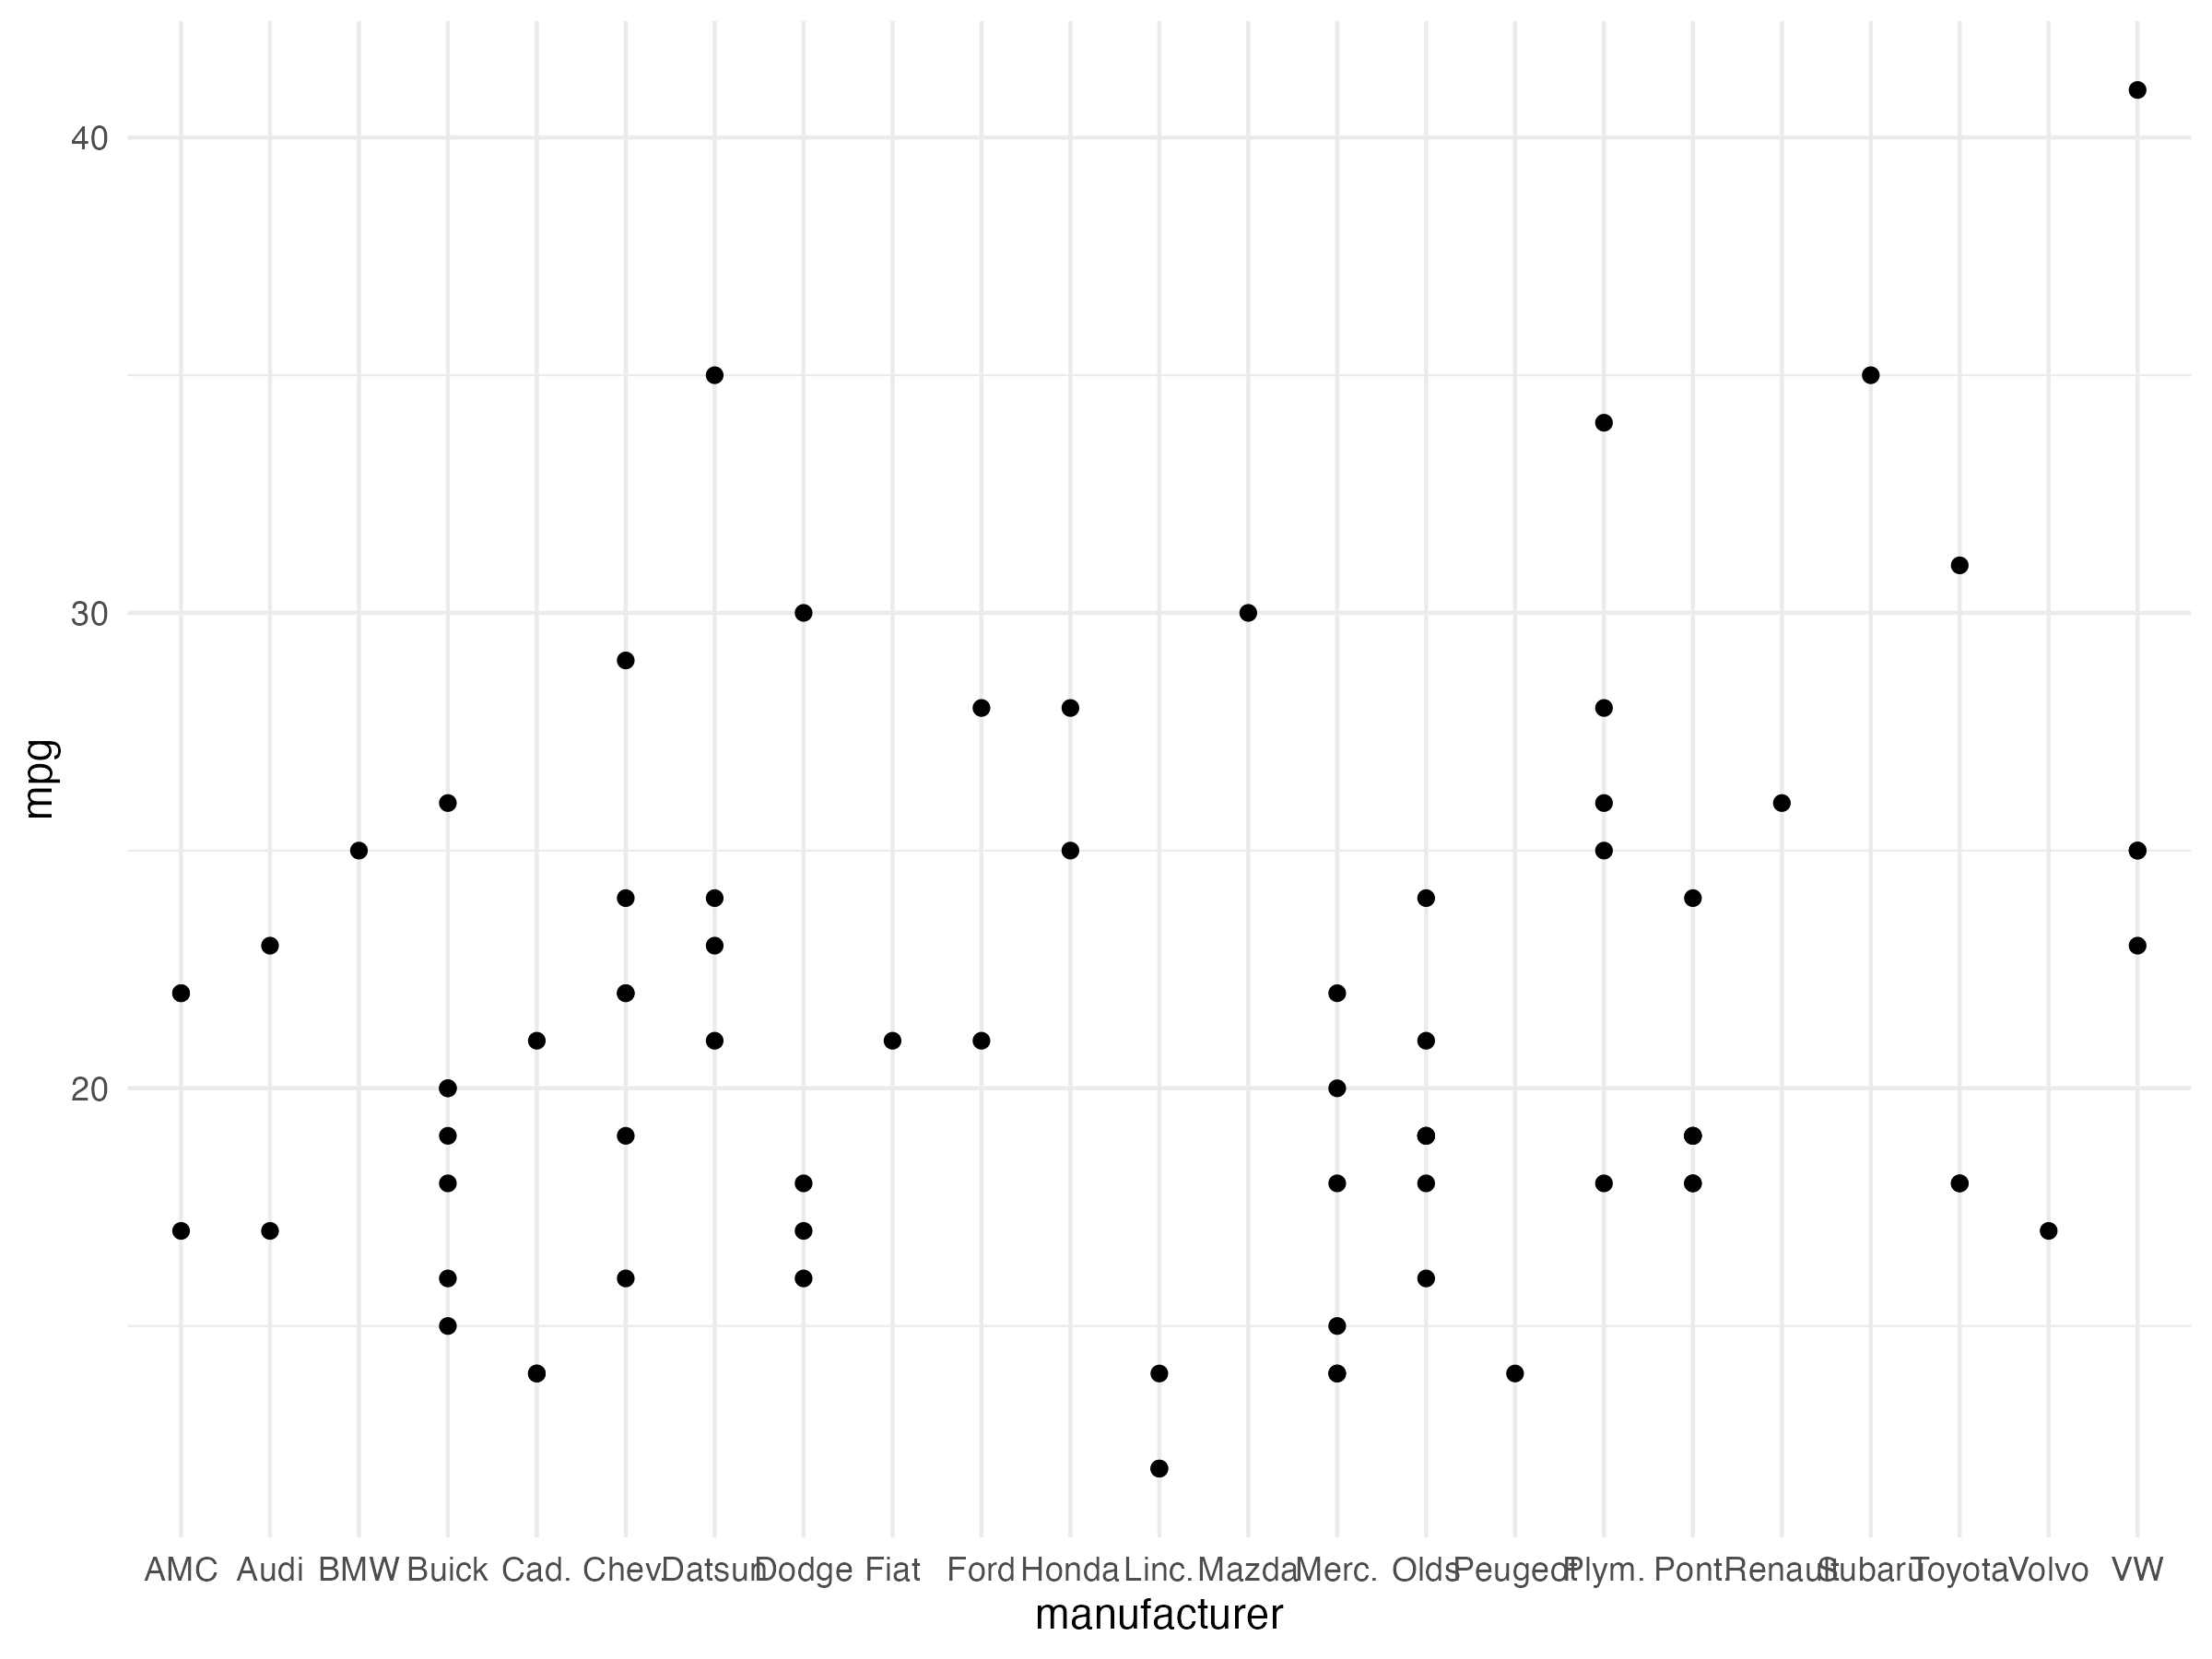 40
30
20
mpg
AMC Audi BMW Buick Cad. Chev. Datsun Dodge Fiat Ford Honda Linc. Mazda Merc. Olds Peugeot Plym. Pont. Renault Subaru Toyota Volvo VW
manufacturer